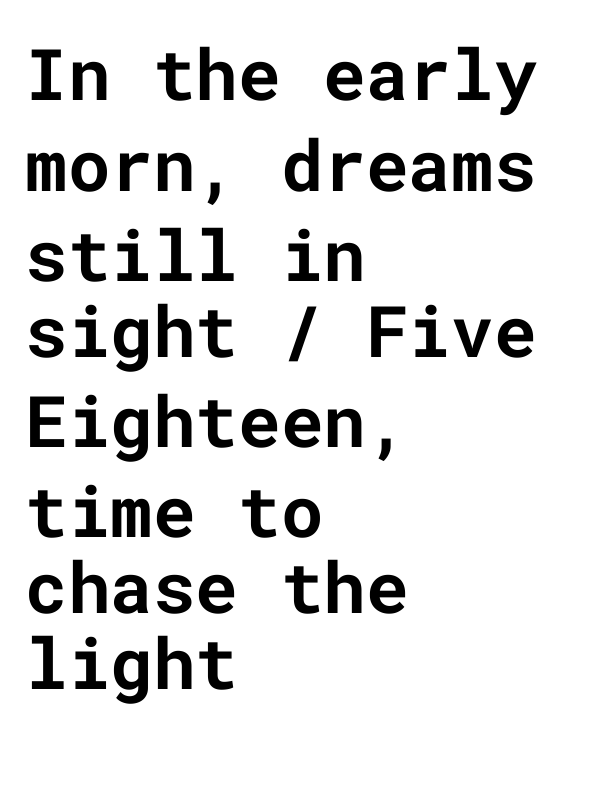 In the early
morn, dreams
still in
sight / Five
Eighteen,
time to
chase the
light